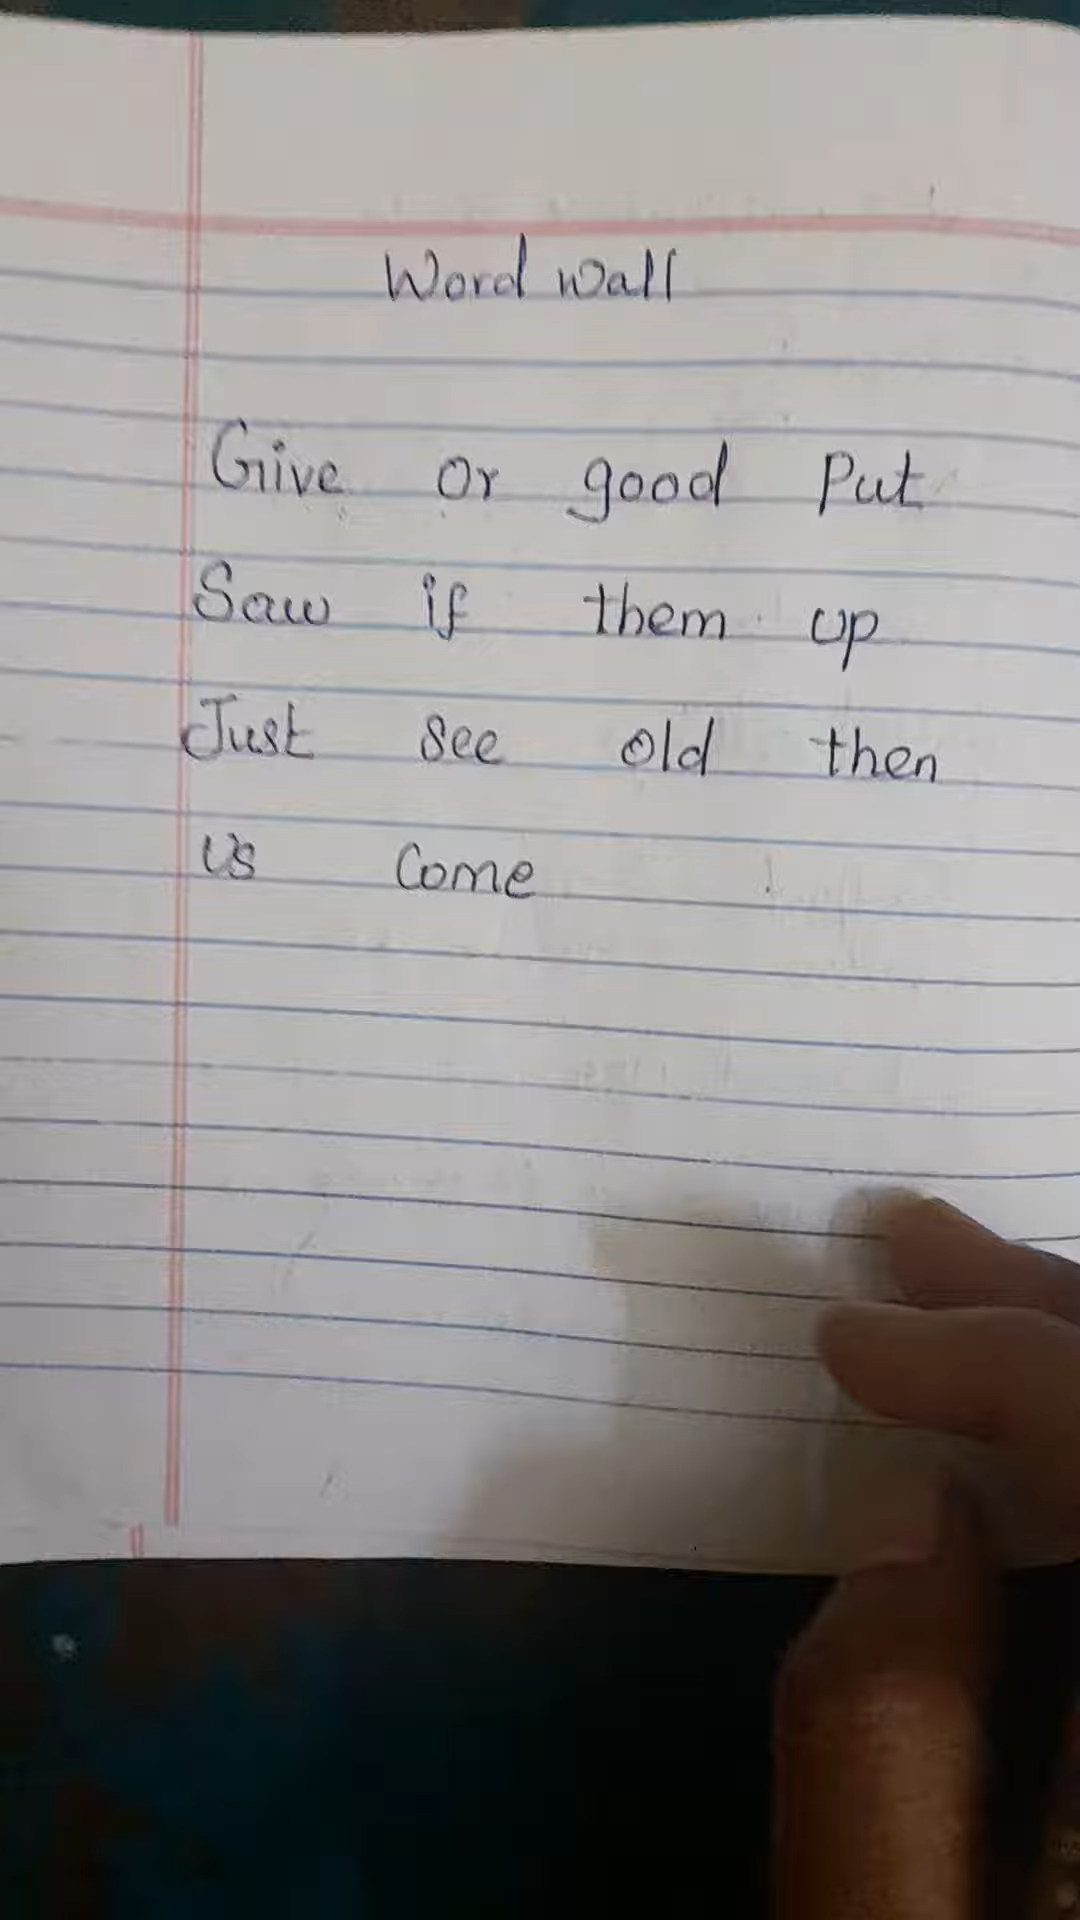 Word wall
Give or good Put
Saw if them up
Just see old then
Us Come